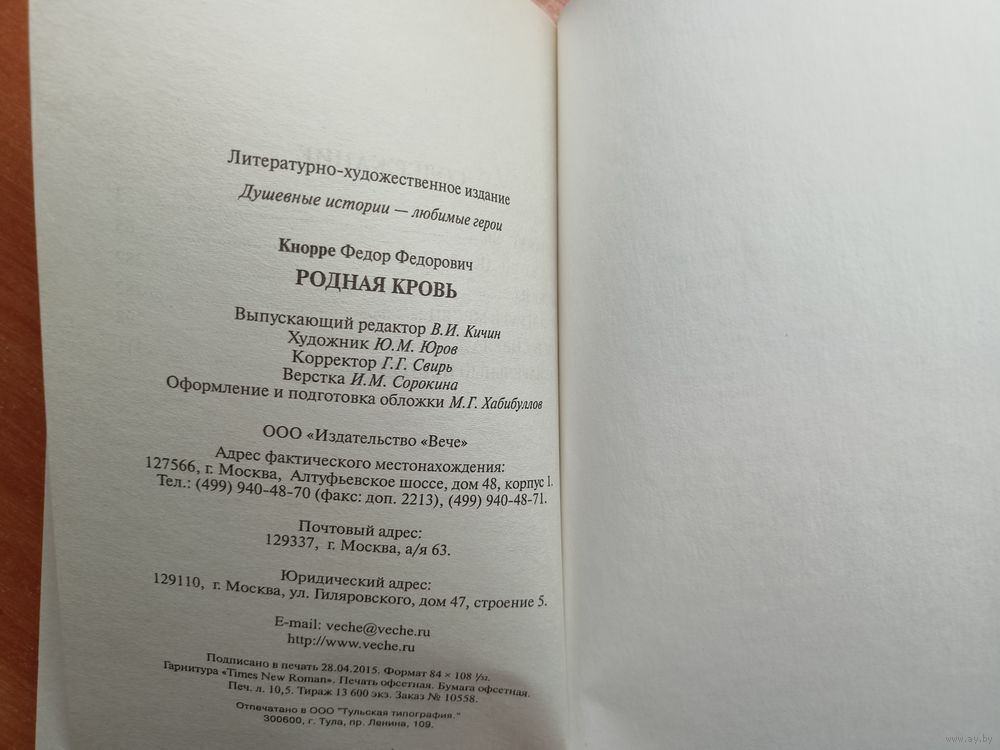 Литературно-художественное издание
Душевные истории — любимые герои
Кнорре Федор Федорович
РОДНАЯ КРОВЬ
Выпускающий редактор В.И. Кичин
Художник Ю.М. Юров
Корректор Г.Г. Свирь
Верстка И.М. Сорокина
Оформление и подготовка обложки М.Г. Хабибуллов
ООО «Издательство «Вече»
Адрес фактического местонахождения:
127566, г. Москва, Алтуфьевское шоссе, дом 48, корпус 1.
Тел.: (499) 940-48-70 (факс: доп. 2213), (499) 940-48-71.
Почтовый адрес:
129337, г. Москва, а/я 63.
Юридический адрес:
129110, г. Москва, ул. Гиляровского, дом 47, строение 5.
E-mail: veche@veche.ru
http://www.veche.ru
Подписано в печать 28.04.2015. Формат 84 × 108 1/32.
Гарнитура «Times New Roman». Печать офсетная. Бумага офсетная.
Печ. л. 10,5. Тираж 13 600 экз. Заказ № 10558.
Отпечатано в ООО "Тульская типография."
300600, г. Тула, пр. Ленина, 109.
www.ay.by